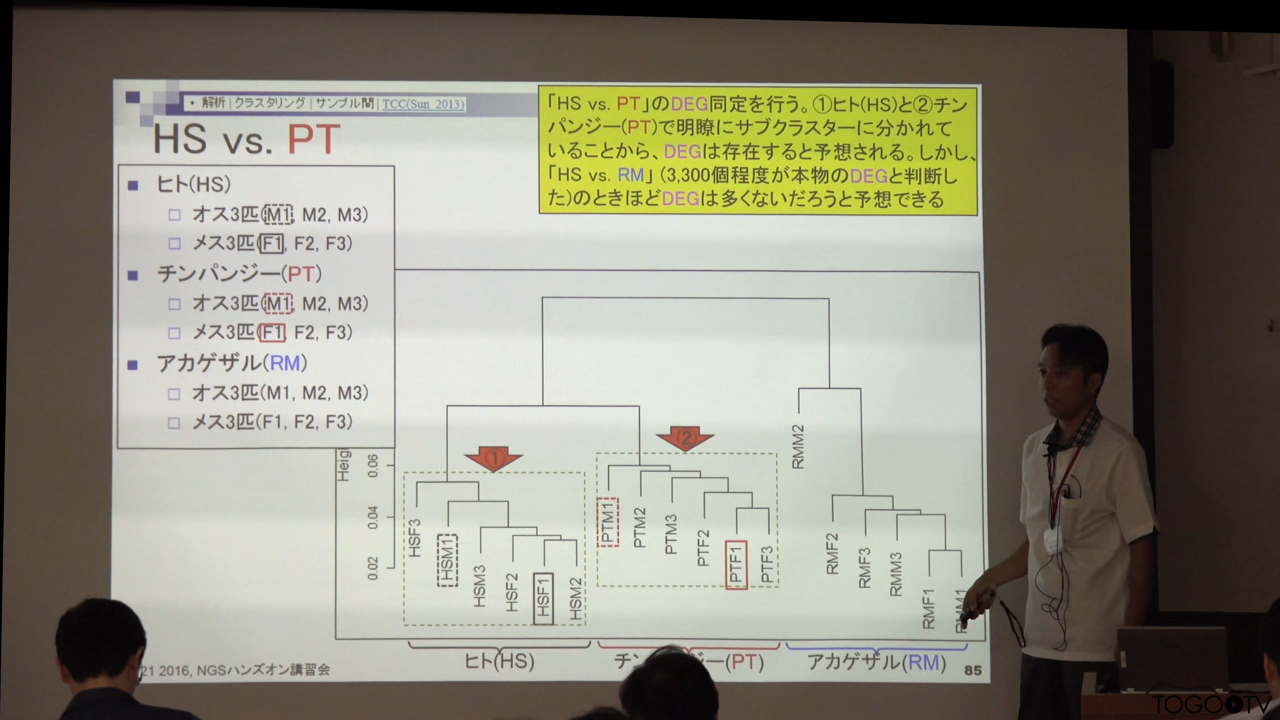 • 解析 | クラスタリング | サンプル間 | TCC(Sun_2013)
HS vs. PT
「HS vs. PT」のDEG同定を行う。①ヒト(HS)と②チン
パンジー(PT)で明瞭にサブクラスターに分かれて
いることから、DEGは存在すると予想される。しかし、
「HS vs. RM」(3,300個程度が本物のDEGと判断し
た)のときほどDEGは多くないだろうと予想できる
■ ヒト(HS)
□ オス3匹(M1, M2, M3)
□ メス3匹(F1, F2, F3)
■ チンパンジー(PT)
□ オス3匹(M1, M2, M3)
□ メス3匹(F1, F2, F3)
■ アカゲザル(RM)
□ オス3匹(M1, M2, M3)
□ メス3匹(F1, F2, F3)
0.06
0.04
0.02
①
②
HSF3
HSM1
HSM3
HSF2
HSF1
HSM2
PTM1
PTM2
PTM3
PTF2
PTF1
PTF3
RMM2
RMF2
RMF3
RMM3
RMF1
RMM1
ヒト(HS)
チン ジー(PT)
アカゲザル(RM)
21 2016, NGSハンズオン講習会
85
TOGOTV